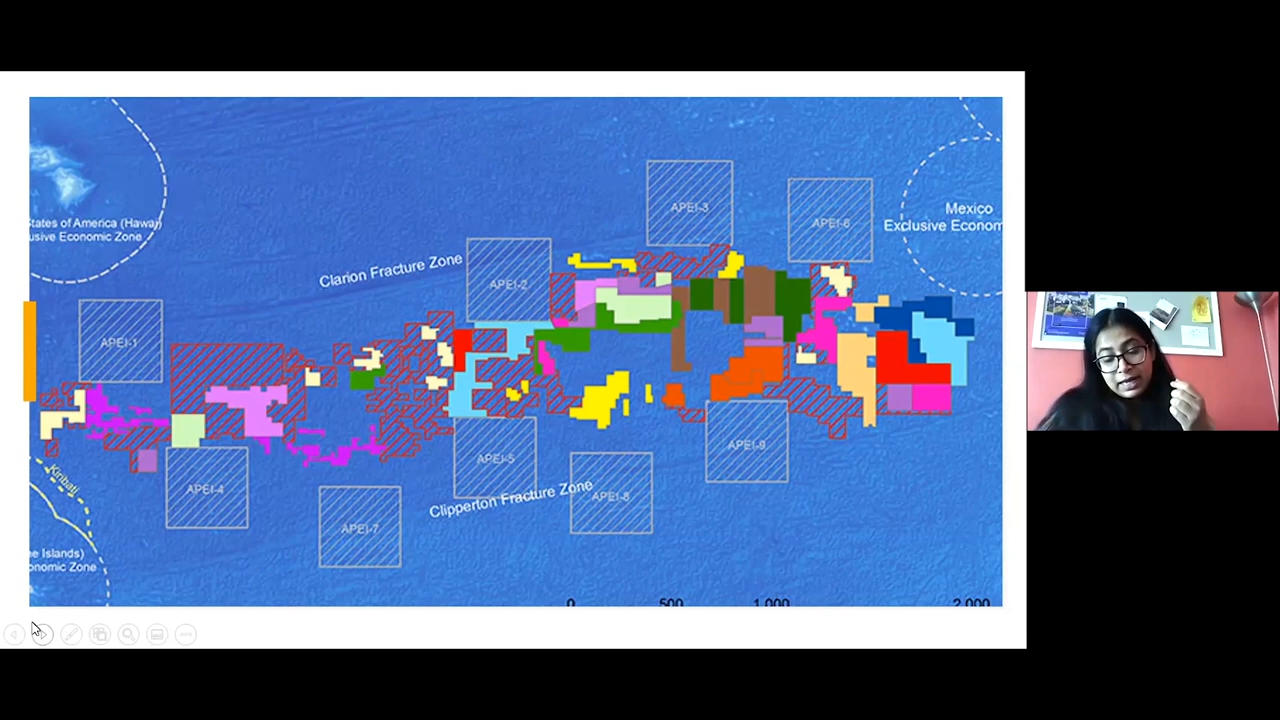 APEI-3
APEI-6
Mexico
Exclusive Econom
States of America (Hawaii)
usive Economic Zone
Clarion Fracture Zone
APEI-2
APEI-1
APEI-9
APEI-5
Kiribati
APEI-4
Clipperton Fracture Zone
APEI-8
APEI-7
ne Islands)
onomic Zone
0 500 1,000 2,000